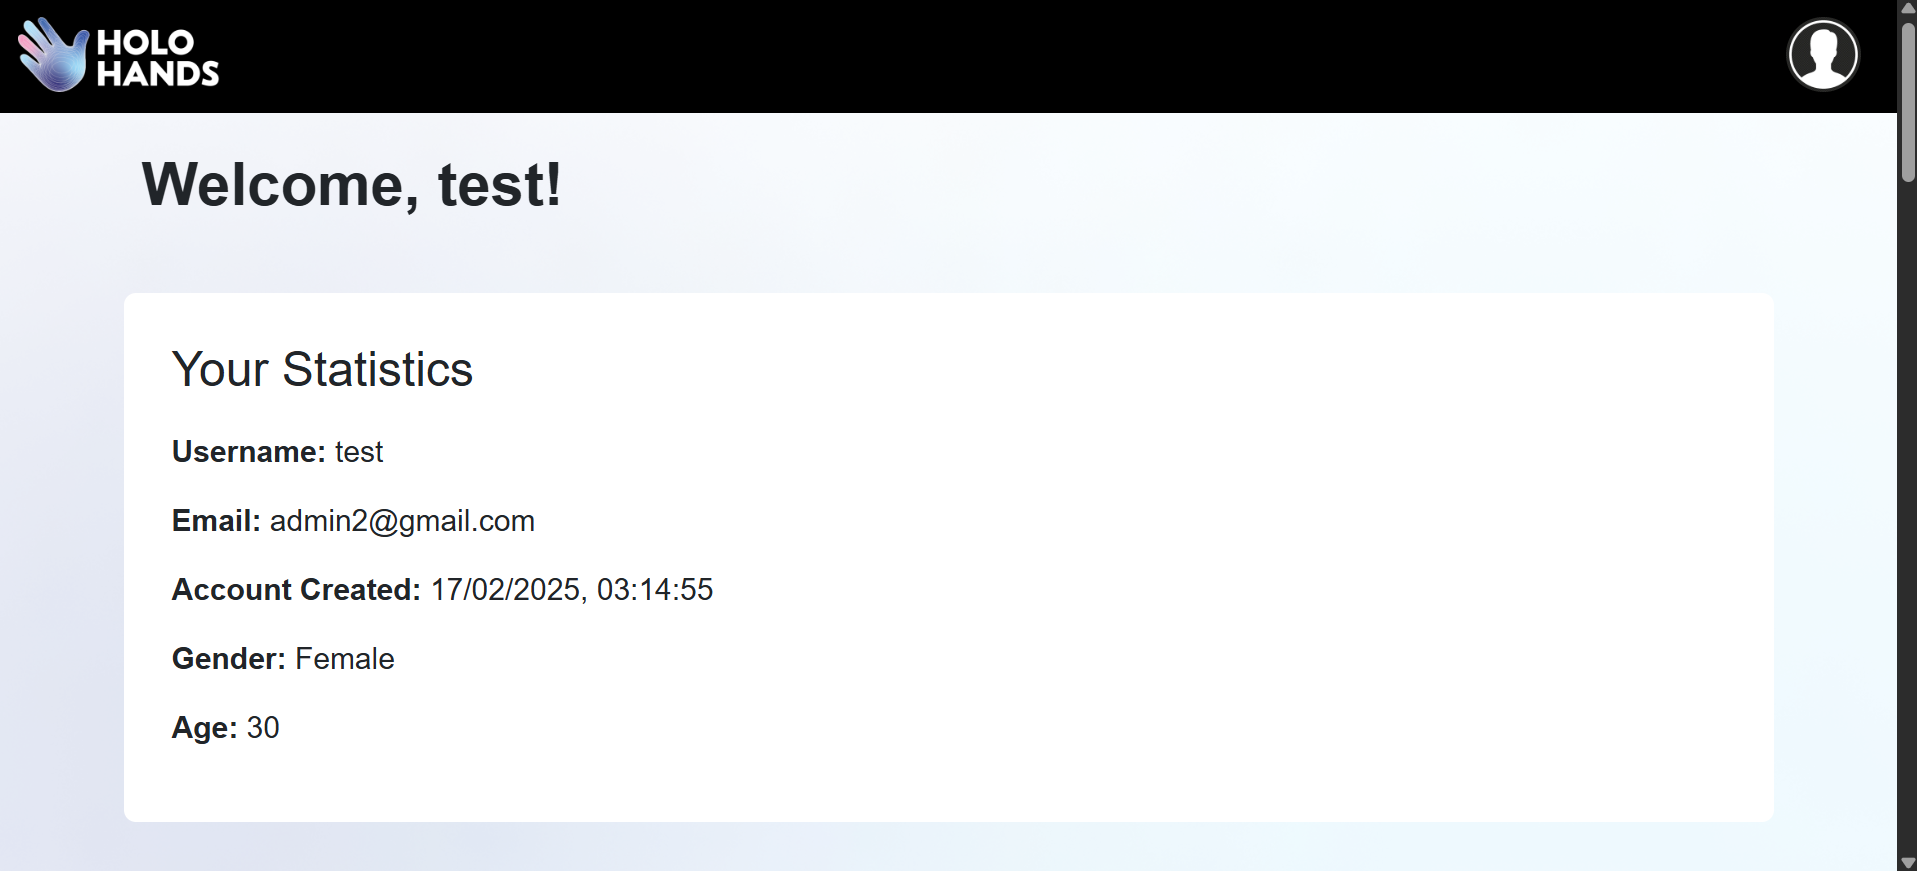 HOLO
HANDS
Welcome, test!
Your Statistics
Username: test
Email: admin2@gmail.com
Account Created: 17/02/2025, 03:14:55
Gender: Female
Age: 30